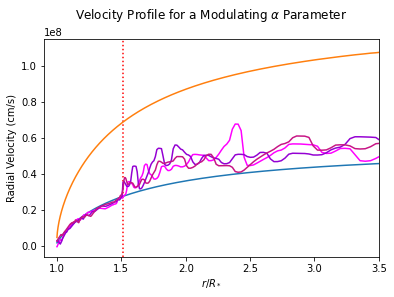 Velocity Profile for a Modulating α Parameter
1e8
1.0
0.8
0.6
0.4
0.2
0.0
Radial Velocity (cm/s)
1.0 1.5 2.0 2.5 3.0 3.5
r/R*